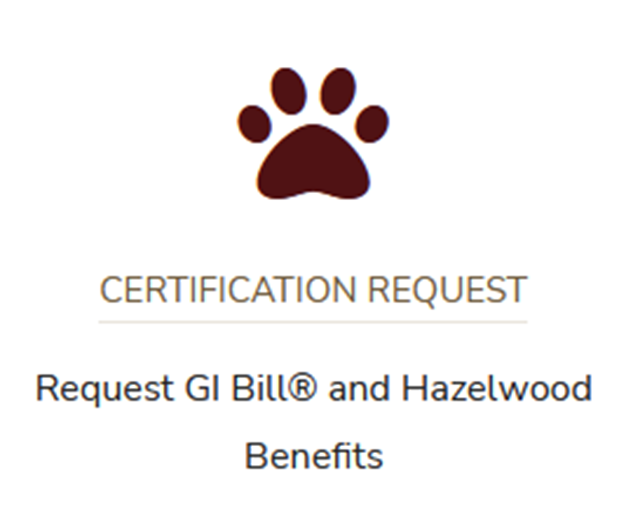 CERTIFICATION REQUEST
Request GI Bill® and Hazelwood
Benefits